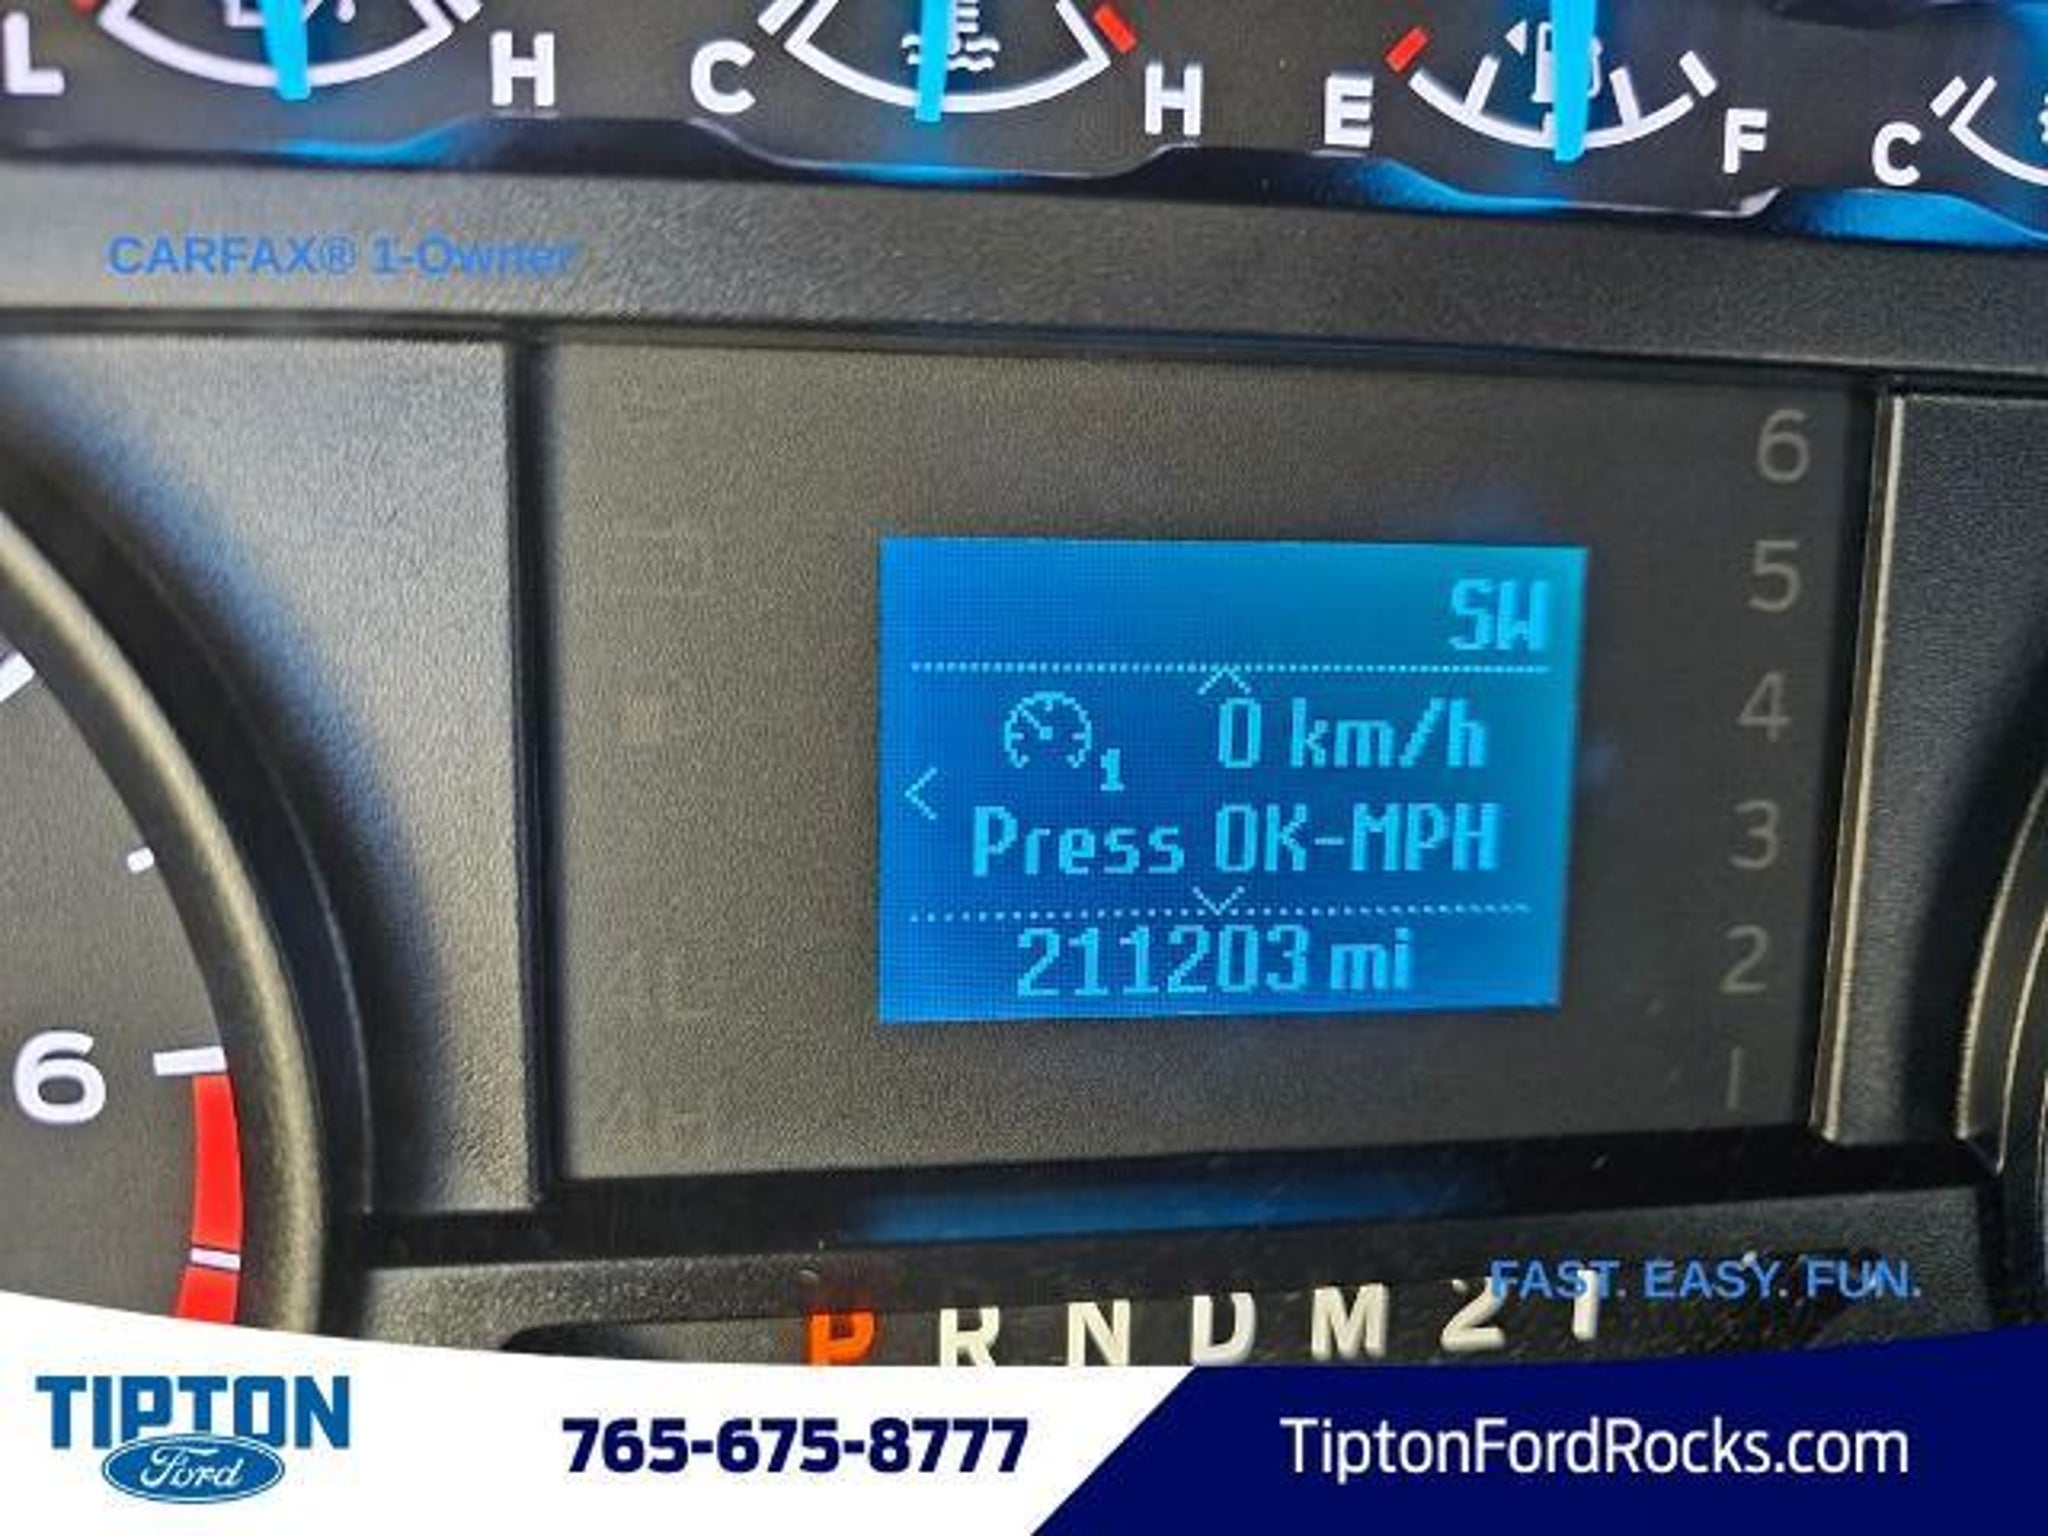 L H C H E F C
CARFAX® 1-Owner
6
5
SW
4
0 km/h
1
3
Press OK-MPH
2
211203 mi
1
6
FAST. EASY. FUN.
P R N D M 2 1
TIPTON
Ford
765-675-8777
TiptonFordRocks.com